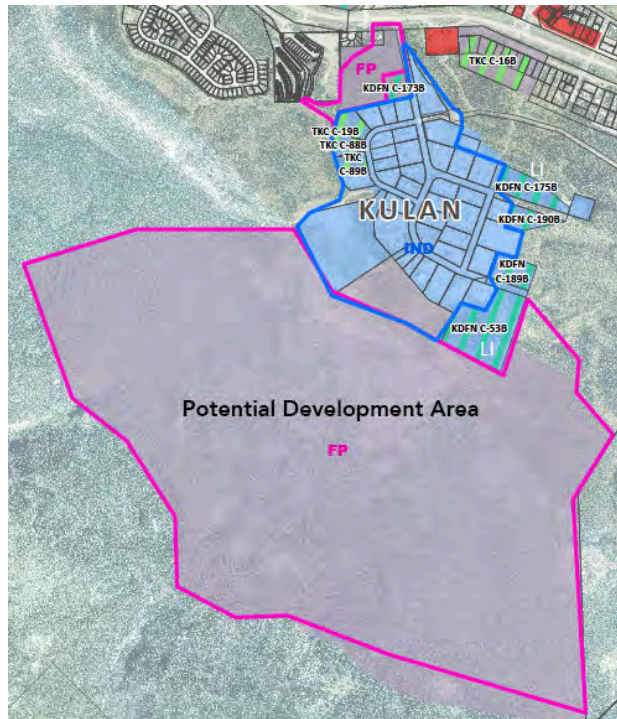 TKC C-16B
FP
KDFN C-173B
TKC C-19B
TKC C-88B
TKC
C-89B
LI
KDFN C-175B
KULAN
KDFN C-190B
IND
KDFN
C-189B
KDFN C-53B
LI
Potential Development Area
FP